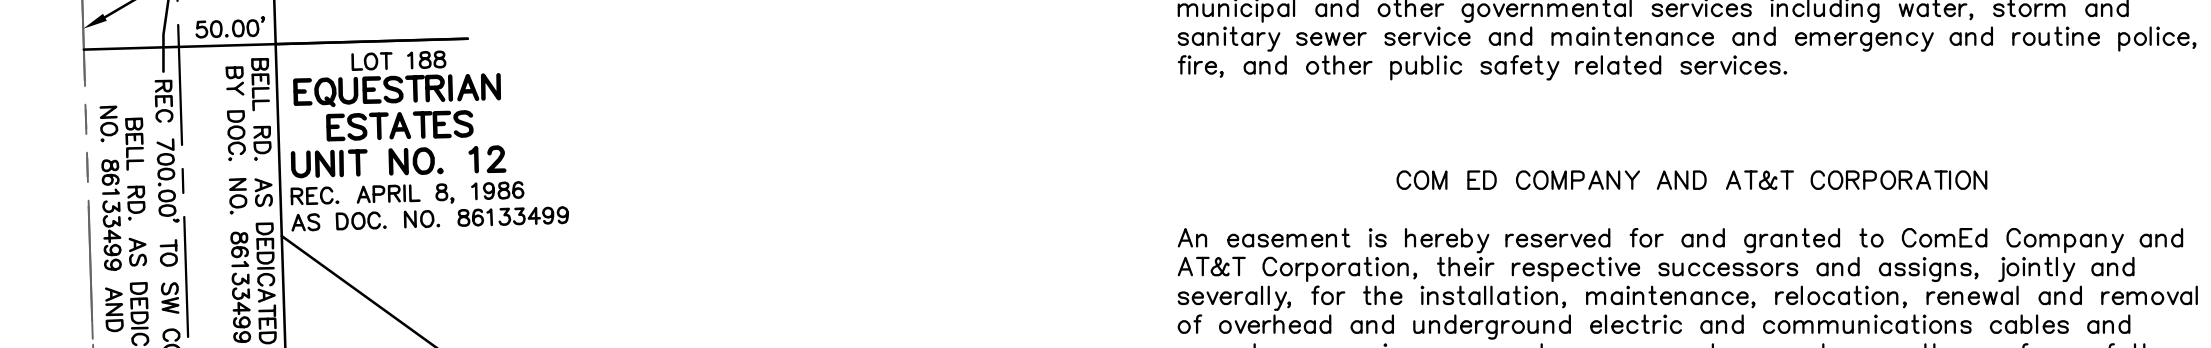 50.00'
LOT 188
EQUESTRIAN
ESTATES
UNIT NO. 12
REC. APRIL 8, 1986
AS DOC. NO. 86133499
BELL RD. AS DEDICATED
BY DOC. NO. 86133499
REC 700.00' TO SW
BELL RD. AS
NO. 86133499 AND
municipal and other governmental services including water, storm and
sanitary sewer service and maintenance and emergency and routine police,
fire, and other public safety related services.
COM ED COMPANY AND AT&T CORPORATION
An easement is hereby reserved for and granted to ComEd Company and
AT&T Corporation, their respective successors and assigns, jointly and
severally, for the installation, maintenance, relocation, renewal and removal
of overhead and underground electric and communications cables and